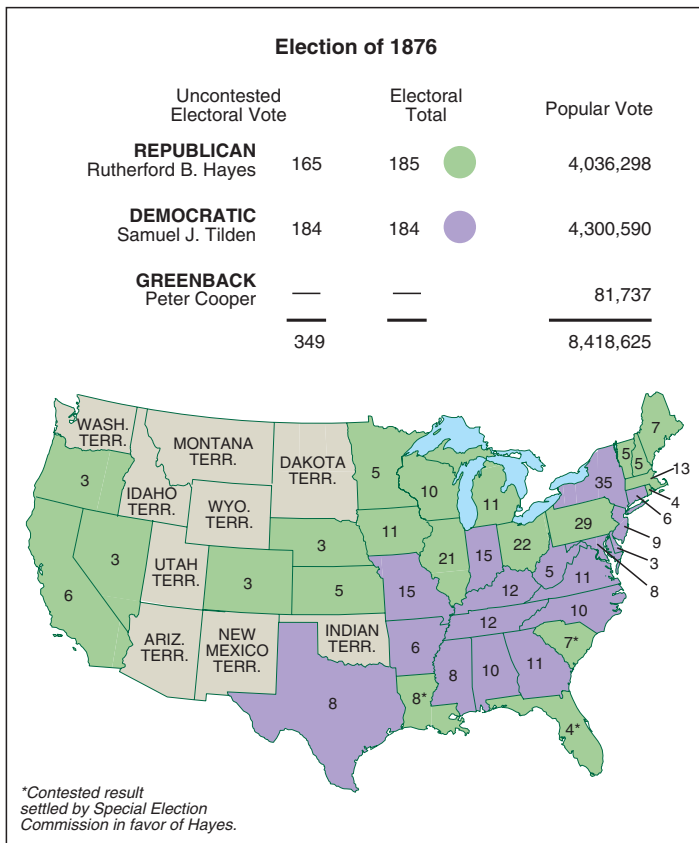 Election of 1876
Uncontested Electoral Vote
Electoral Total
Popular Vote
REPUBLICAN
Rutherford B. Hayes 165 185 4,036,298
DEMOCRATIC
Samuel J. Tilden 184 184 4,300,590
GREENBACK
Peter Cooper — — 81,737
349 8,418,625
WASH. TERR.
MONTANA TERR.
DAKOTA TERR.
IDAHO TERR.
WYO. TERR.
UTAH TERR.
ARIZ. TERR.
NEW MEXICO TERR.
INDIAN TERR.
3
6
3
3
3
5
8
5
11
15
6
8*
10
21
11
15
22
12
12
8
10
11
4*
7*
10
11
5
29
35
5
5
7
13
4
6
9
3
8
*Contested result
settled by Special Election
Commission in favor of Hayes.